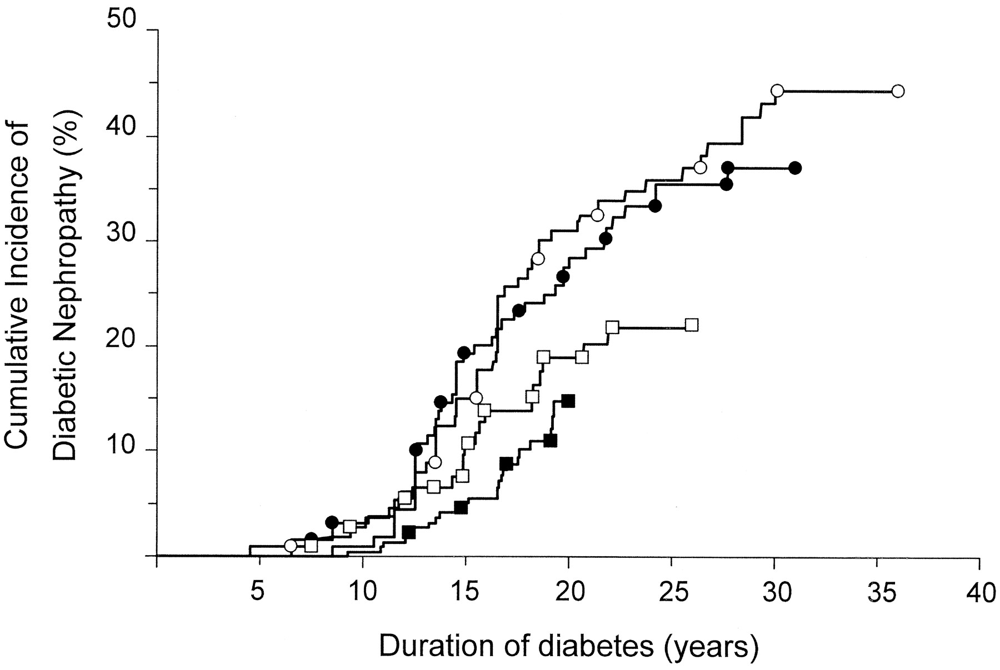 Cumulative Incidence of
Diabetic Nephropathy (%)
50
40
30
20
10
5 10 15 20 25 30 35 40
Duration of diabetes (years)